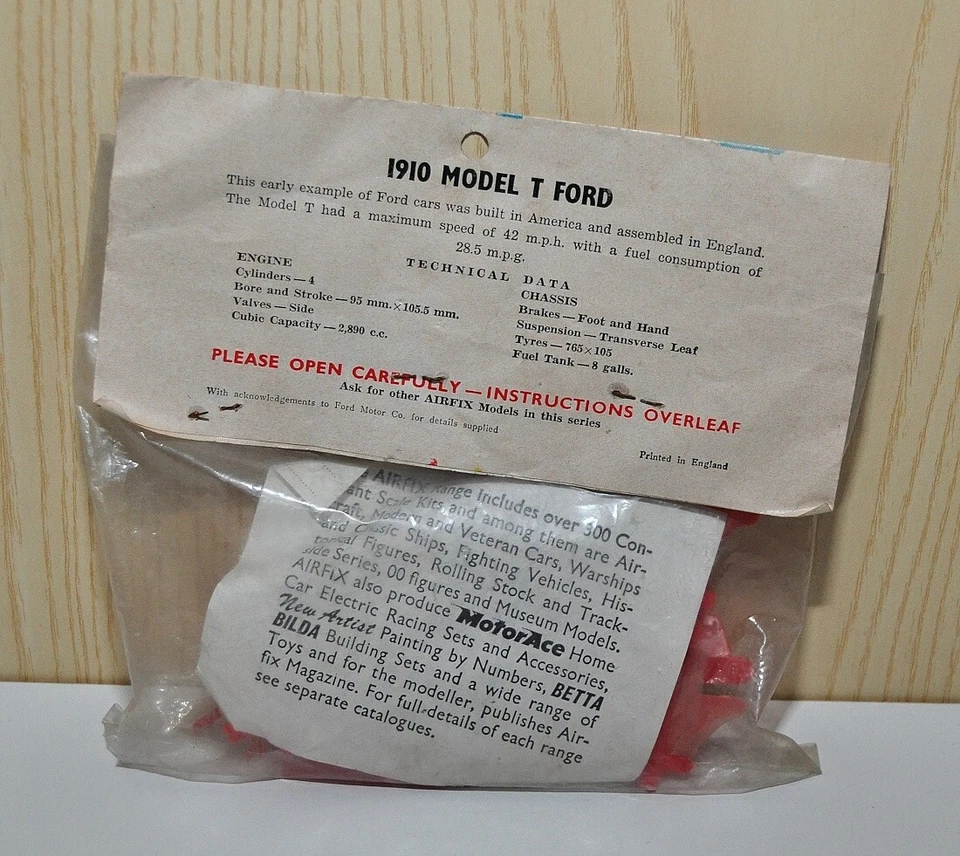 1910 MODEL T FORD
This early example of Ford cars was built in America and assembled in England.
The Model T had a maximum speed of 42 m.p.h. with a fuel consumption of
28.5 m.p.g.
TECHNICAL DATA
ENGINE
Cylinders — 4
Bore and Stroke — 95 mm. × 105.5 mm.
Valves — Side
Cubic Capacity — 2,890 c.c.
CHASSIS
Brakes — Foot and Hand
Suspension — Transverse Leaf
Tyres — 765 × 105
Fuel Tank — 8 galls.
PLEASE OPEN CAREFULLY — INSTRUCTIONS OVERLEAF
Ask for other AIRFIX Models in this series
With acknowledgements to Ford Motor Co. for details supplied
Printed in England
AIRFIX Range includes over 300 Con-
ant Scale Kits and among them are Air-
raft, Modern and Veteran Cars, Warships
and Classic Ships, Fighting Vehicles, His-
torical Figures, Rolling Stock and Track-
side Series, 00 figures and Museum Models.
AIRFIX also produce MotorAce Home
Car Electric Racing Sets and Accessories,
New Artist Painting by Numbers, BETTA
BILDA Building Sets and a wide range of
Toys and for the modeller, publishes Air-
fix Magazine. For full details of each range
see separate catalogues.